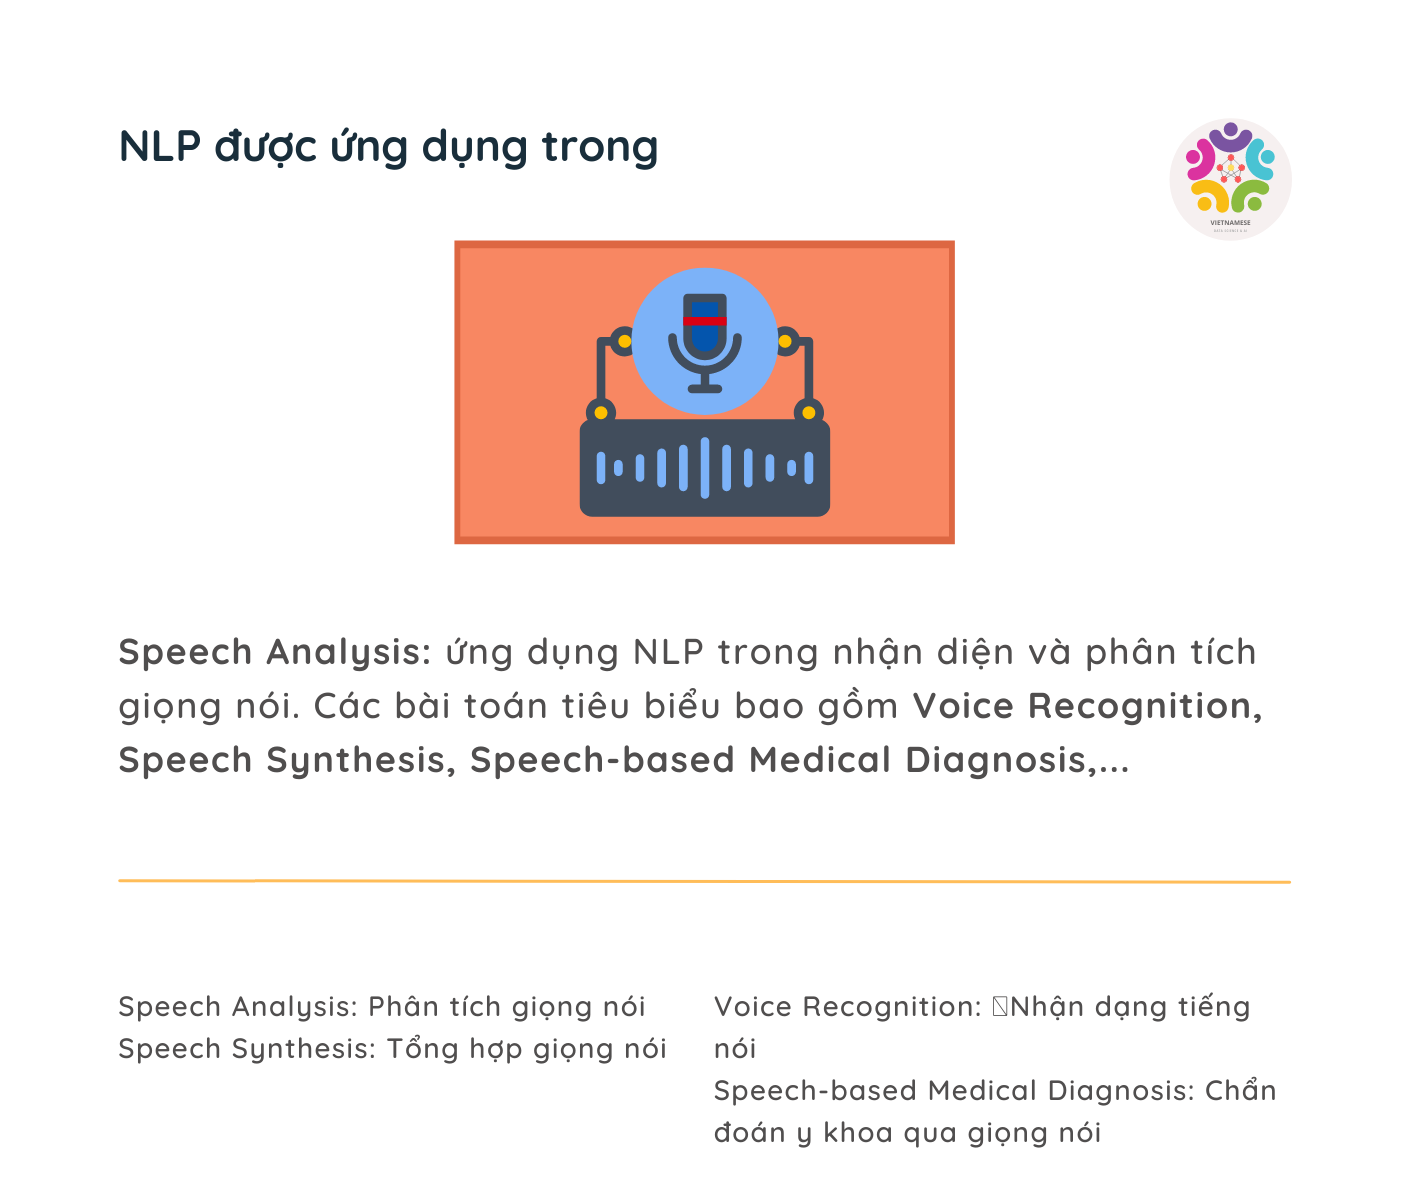 NLP được ứng dụng trong
VIETNAMESE
DATA SCIENCE & AI
Speech Analysis: ứng dụng NLP trong nhận diện và phân tích
giọng nói. Các bài toán tiêu biểu bao gồm Voice Recognition,
Speech Synthesis, Speech-based Medical Diagnosis,...
Speech Analysis: Phân tích giọng nói
Speech Synthesis: Tổng hợp giọng nói
Voice Recognition: Nhận dạng tiếng
nói
Speech-based Medical Diagnosis: Chẩn
đoán y khoa qua giọng nói